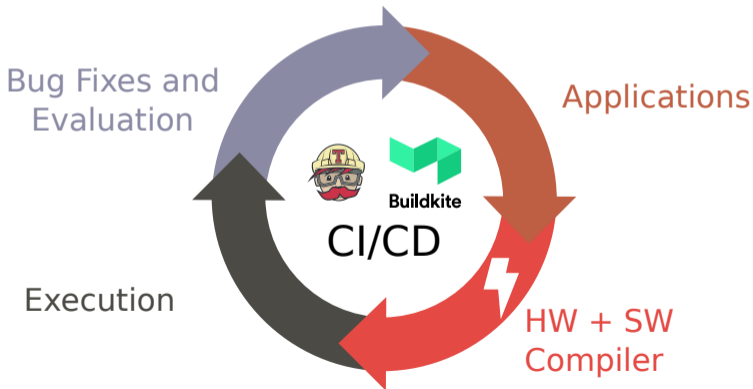 Bug Fixes and
Evaluation
Applications
T
Buildkite
CI/CD
Execution
HW + SW
Compiler